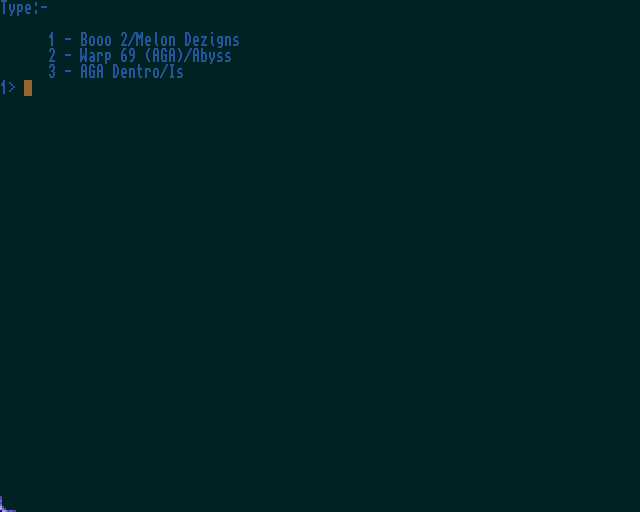 Type:-
1 - Booo 2/Melon Dezigns
2 - Warp 69 (AGA)/Abyss
3 - AGA Dentro/Is
1>